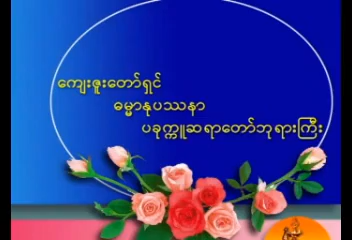 ကျေးဇူးတော်ရှင်
ဓမ္မာနုပဿနာ
ပခုက္ကူဆရာတော်ဘုရားကြီး